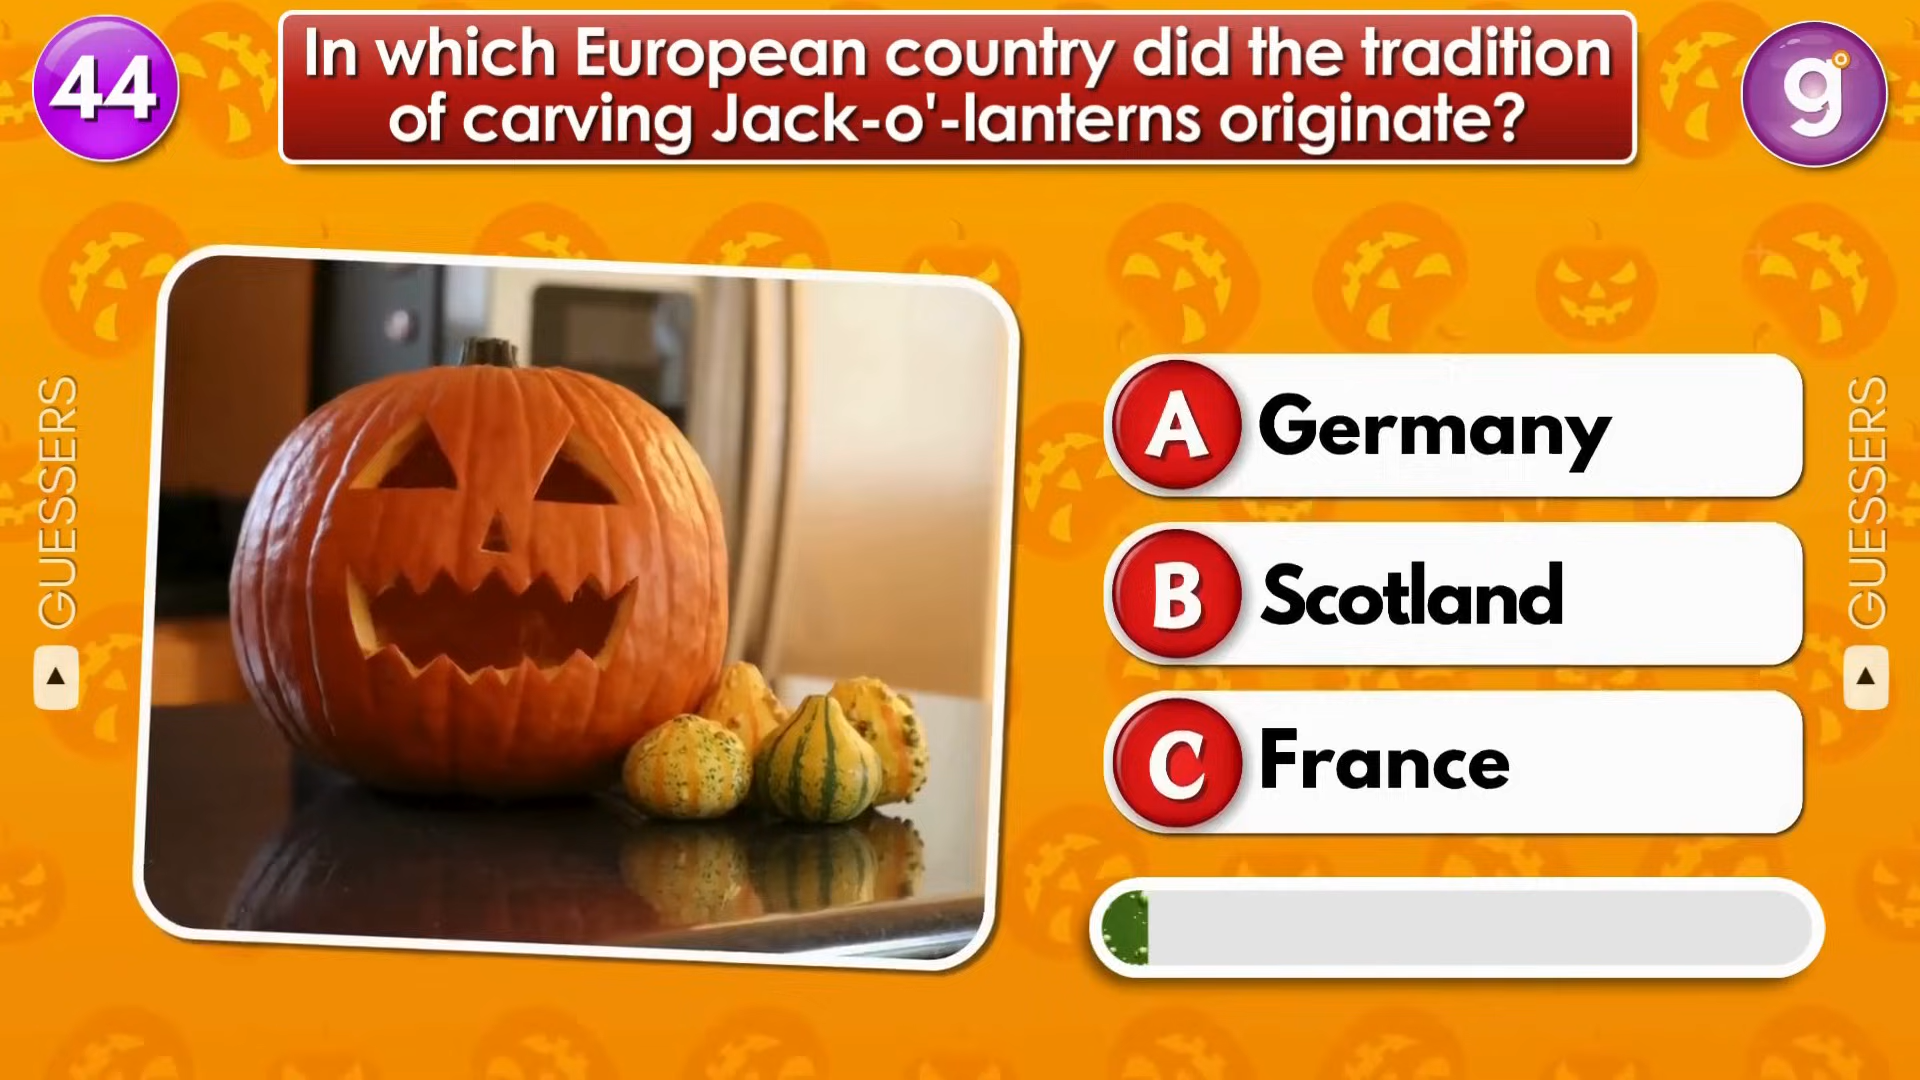 44
In which European country did the tradition
of carving Jack-o'-lanterns originate?
g
GUESSERS
A Germany
B Scotland
C France
GUESSERS